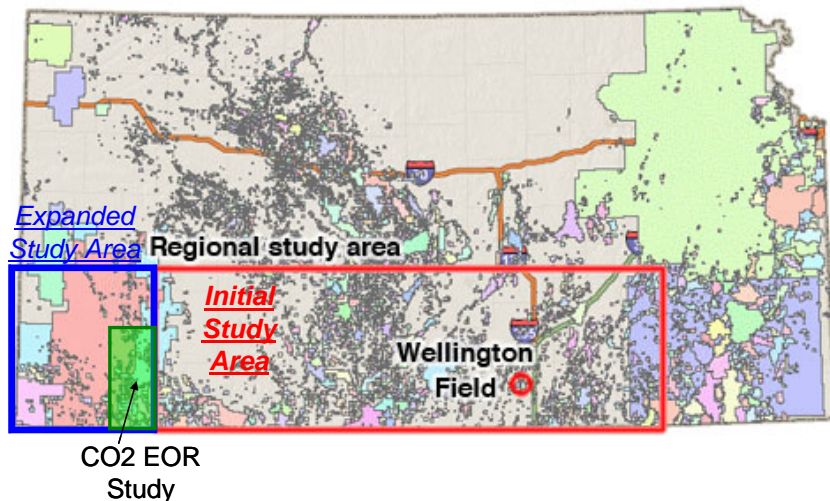 Expanded
Study Area
Regional study area
Initial
Study
Area
Wellington
Field
CO2 EOR
Study